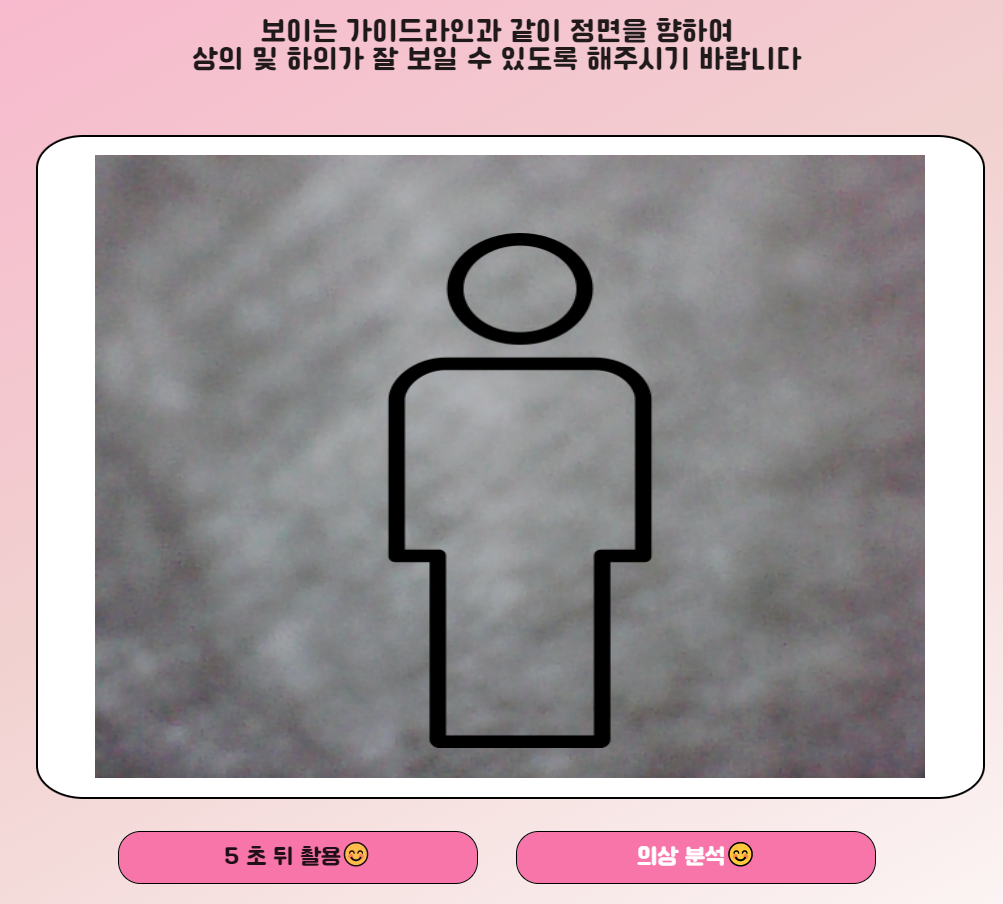 보이는 가이드라인과 같이 정면을 향하여
상의 및 하의가 잘 보일 수 있도록 해주시기 바랍니다
5 초 뒤 촬용😊
의상 분석😊